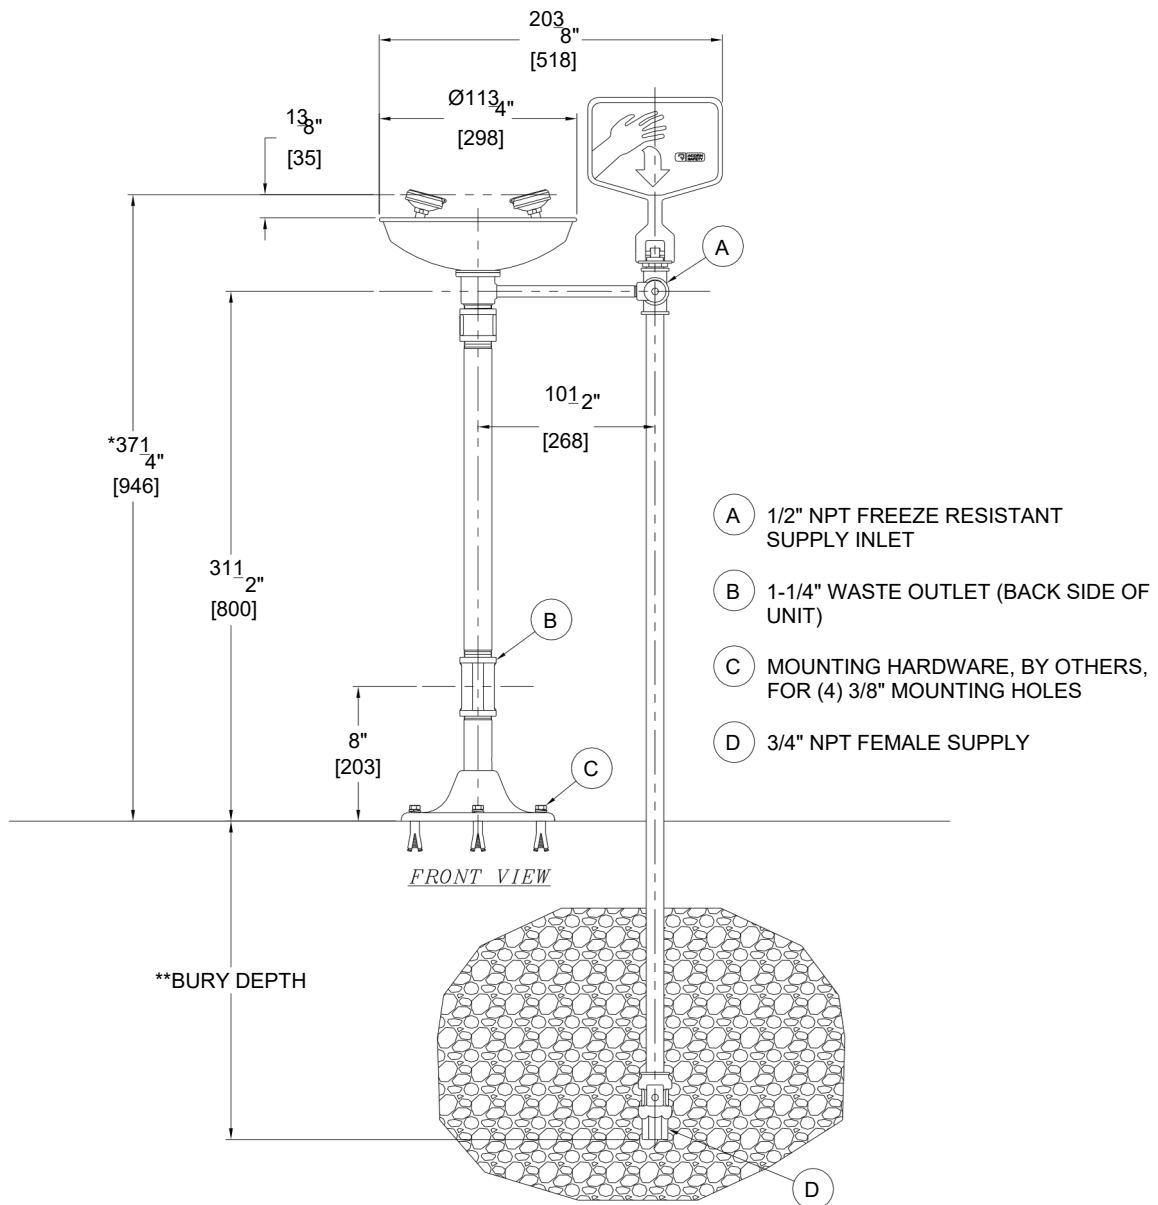 20 3/8"
[518]
Ø11 3/4"
[298]
1 3/8"
[35]
ACORN
SAFETY
A
10 1/2"
[268]
*37 1/4"
[946]
31 1/2"
[800]
A 1/2" NPT FREEZE RESISTANT
SUPPLY INLET
B 1-1/4" WASTE OUTLET (BACK SIDE OF
UNIT)
B
C MOUNTING HARDWARE, BY OTHERS,
FOR (4) 3/8" MOUNTING HOLES
8"
[203]
D 3/4" NPT FEMALE SUPPLY
C
FRONT VIEW
**BURY DEPTH
D